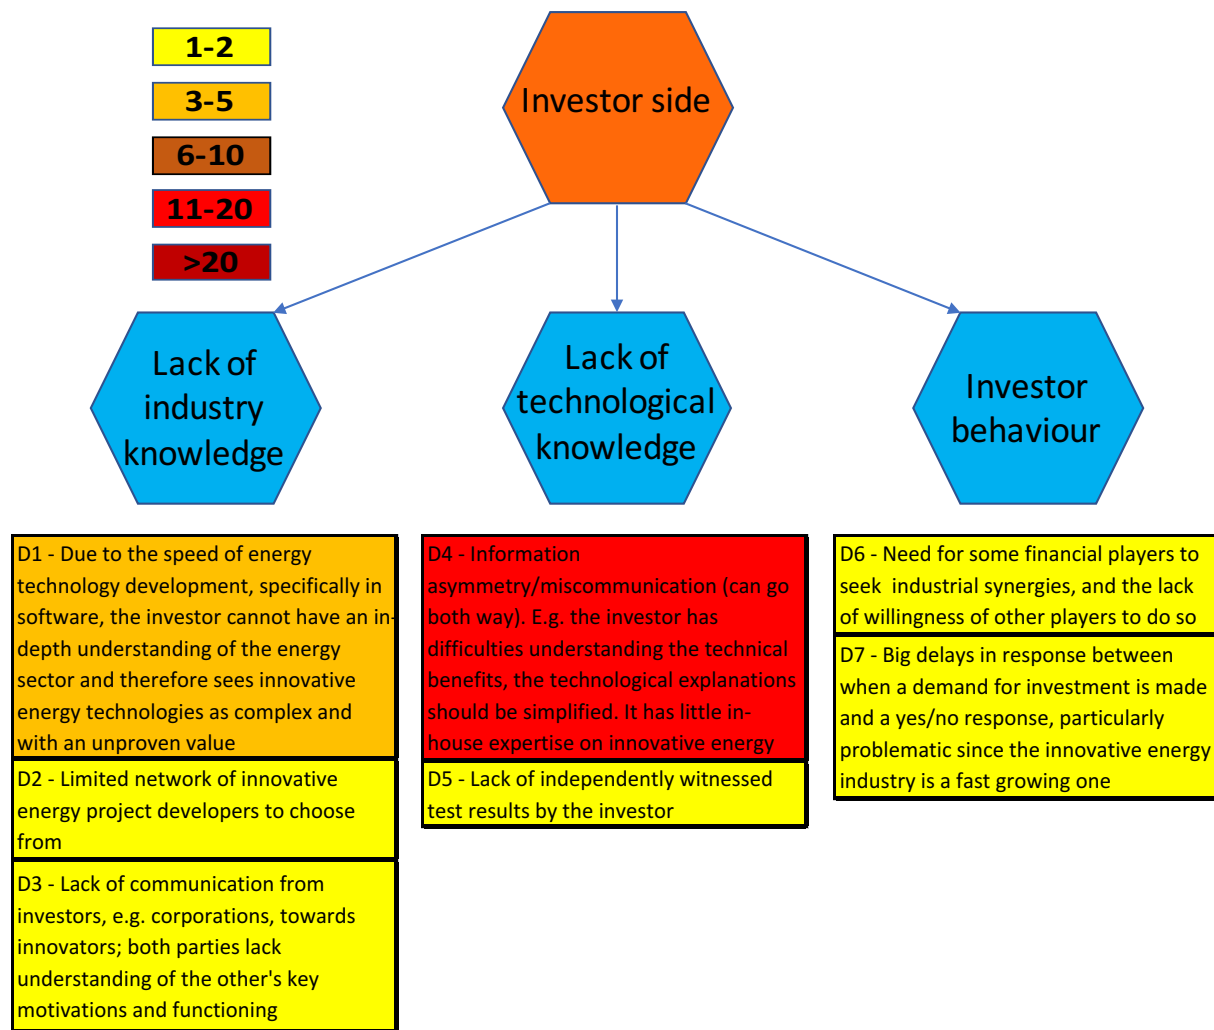 1-2
3-5
6-10
11-20
>20
Investor side
Lack of
industry
knowledge
Lack of
technological
knowledge
Investor
behaviour
D1 - Due to the speed of energy
technology development, specifically in
software, the investor cannot have an in-
depth understanding of the energy
sector and therefore sees innovative
energy technologies as complex and
with an unproven value
D2 - Limited network of innovative
energy project developers to choose
from
D3 - Lack of communication from
investors, e.g. corporations, towards
innovators; both parties lack
understanding of the other's key
motivations and functioning
D4 - Information
asymmetry/miscommunication (can go
both way). E.g. the investor has
difficulties understanding the technical
benefits, the technological explanations
should be simplified. It has little in-
house expertise on innovative energy
D5 - Lack of independently witnessed
test results by the investor
D6 - Need for some financial players to
seek  industrial synergies, and the lack
of willingness of other players to do so
D7 - Big delays in response between
when a demand for investment is made
and a yes/no response, particularly
problematic since the innovative energy
industry is a fast growing one